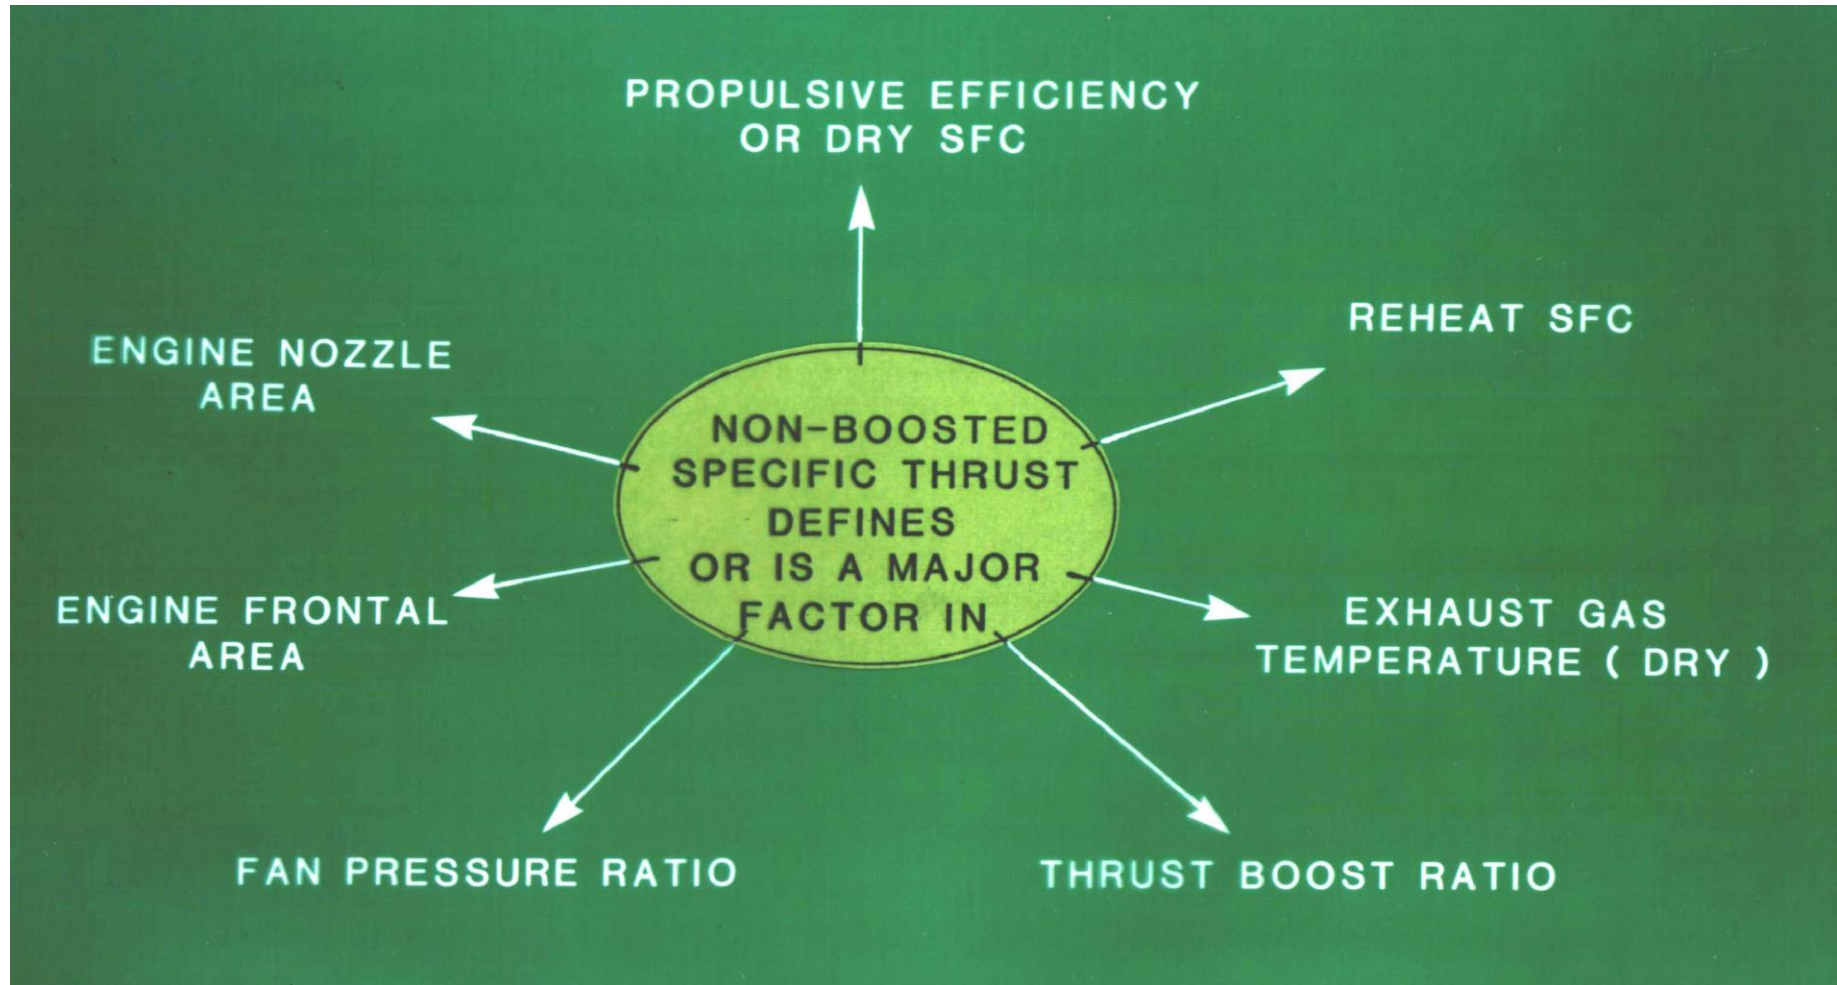 PROPULSIVE EFFICIENCY
OR DRY SFC
REHEAT SFC
ENGINE NOZZLE
AREA
NON-BOOSTED
SPECIFIC THRUST
DEFINES
OR IS A MAJOR
FACTOR IN
ENGINE FRONTAL
AREA
EXHAUST GAS
TEMPERATURE ( DRY )
FAN PRESSURE RATIO
THRUST BOOST RATIO